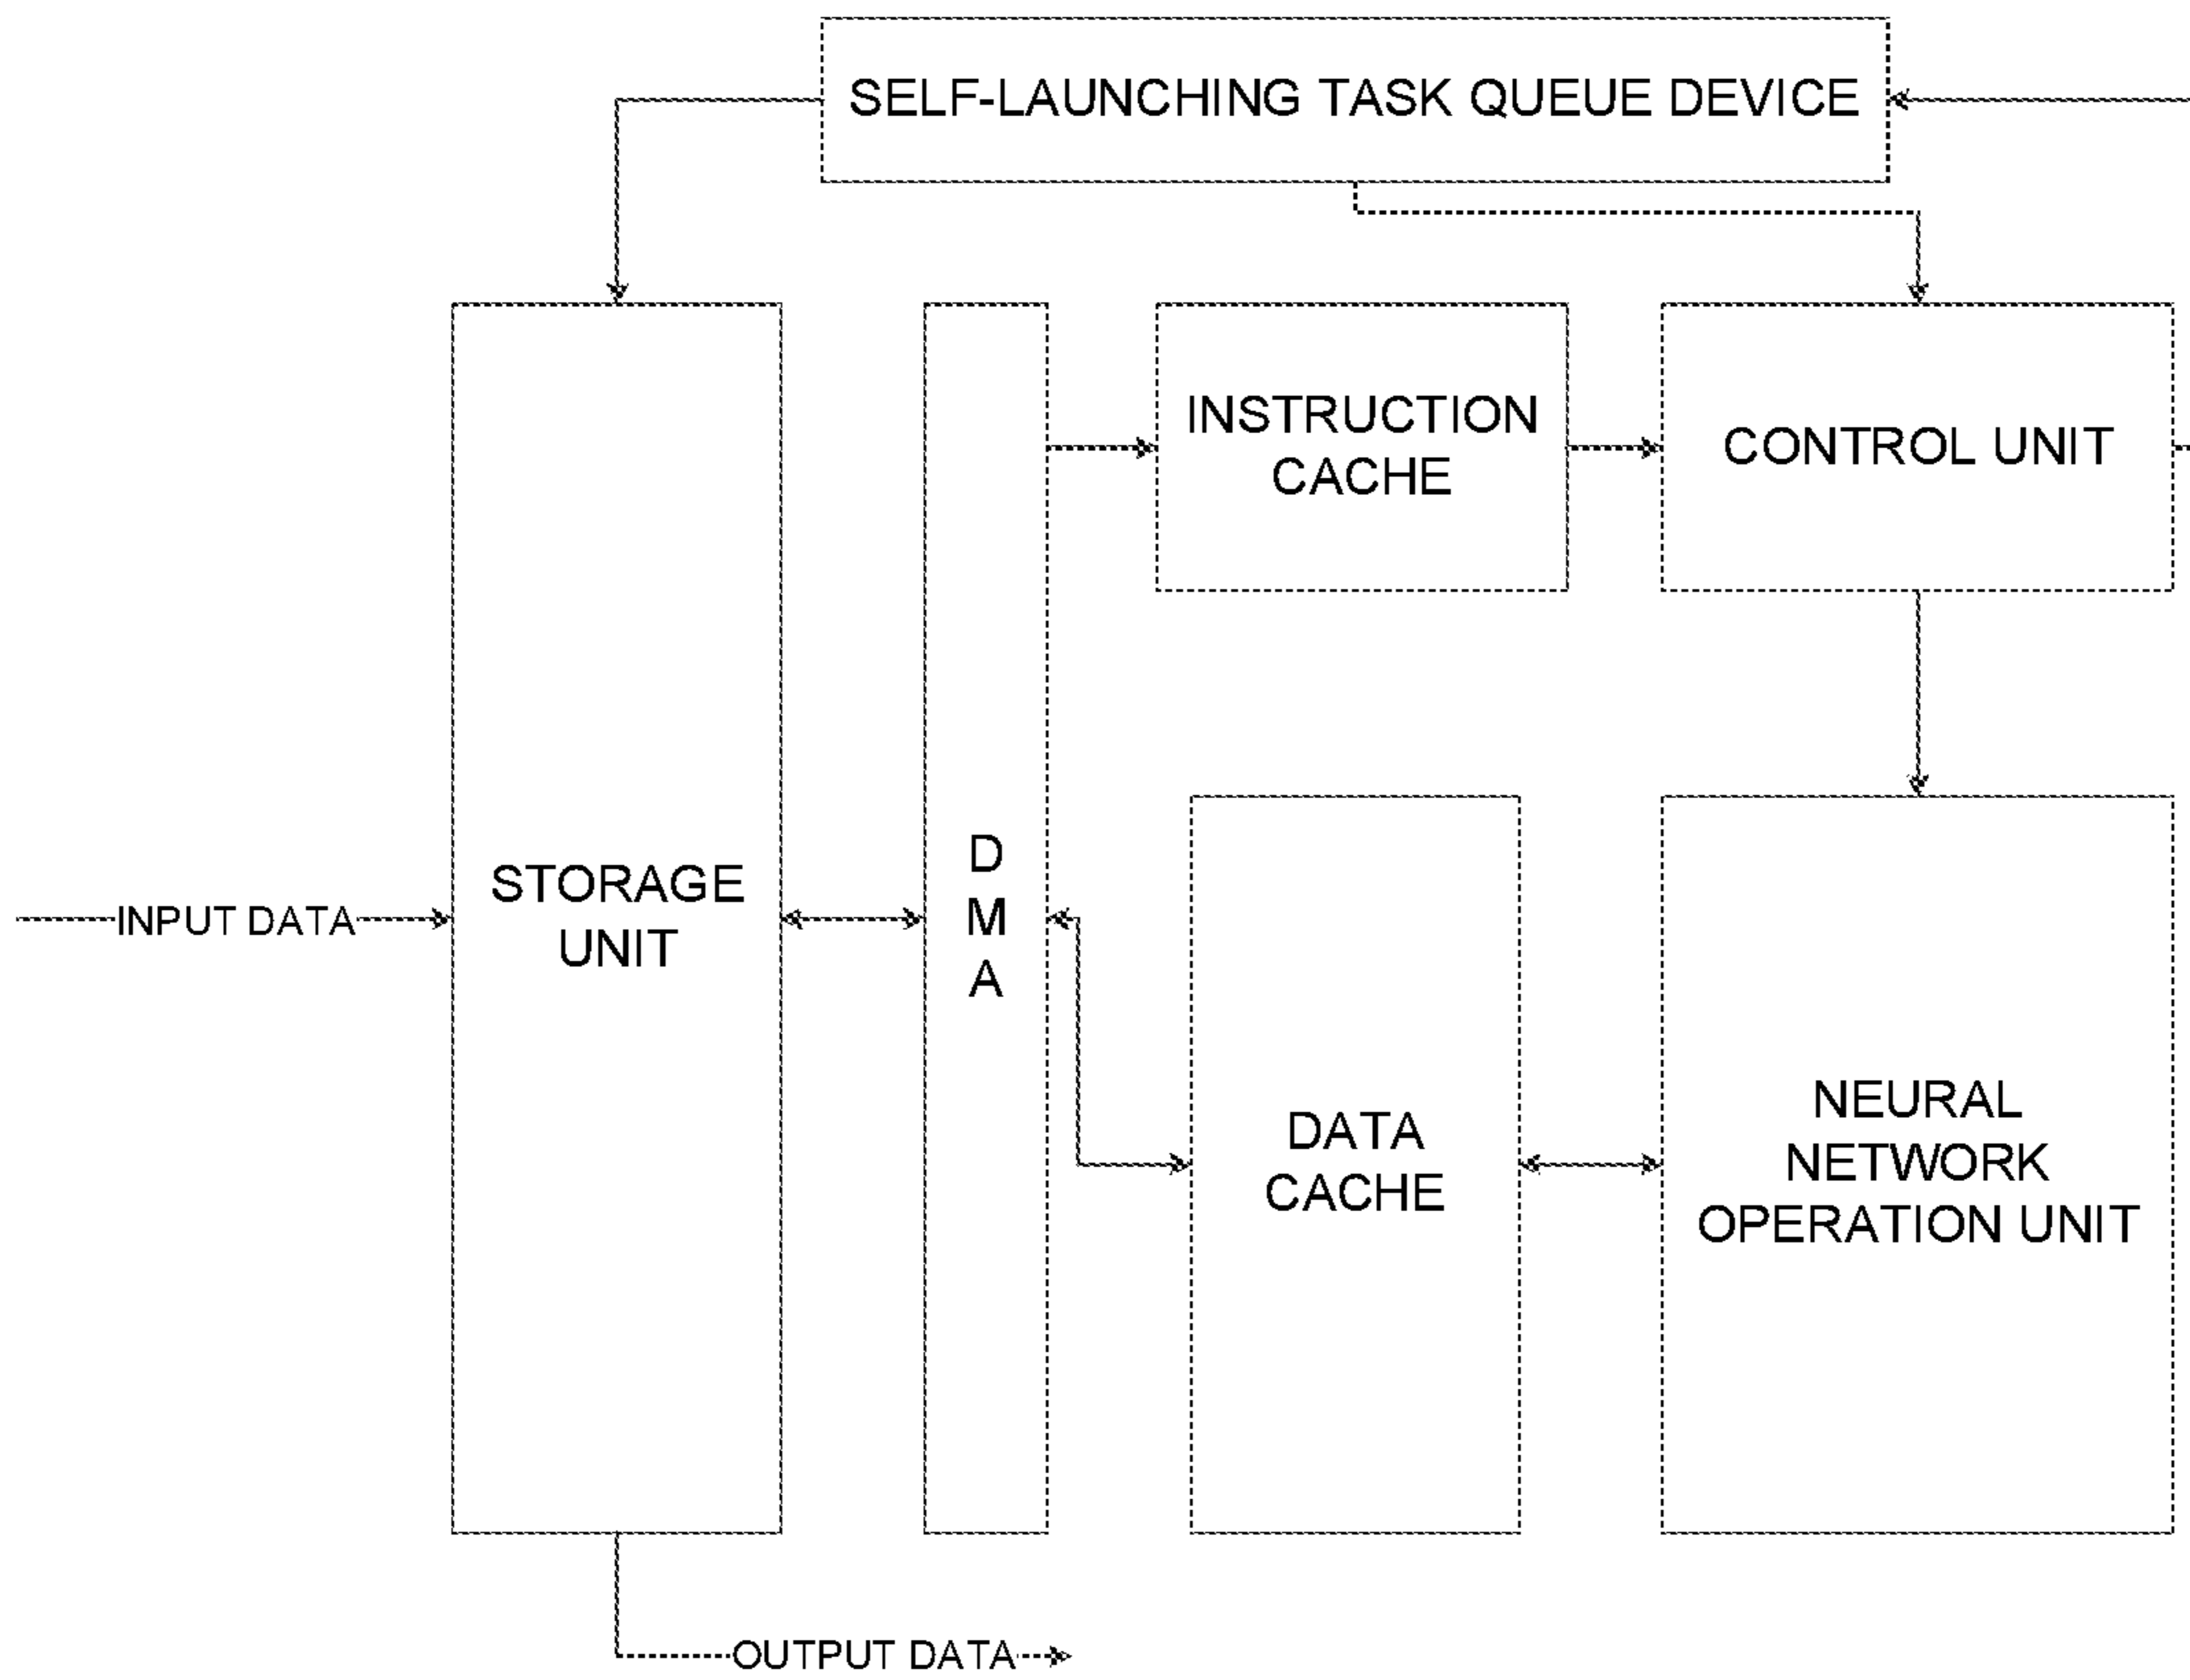 SELF-LAUNCHING TASK QUEUE DEVICE
INSTRUCTION
CACHE
CONTROL UNIT
INPUT DATA
STORAGE
UNIT
D
M
A
DATA
CACHE
NEURAL
NETWORK
OPERATION UNIT
OUTPUT DATA